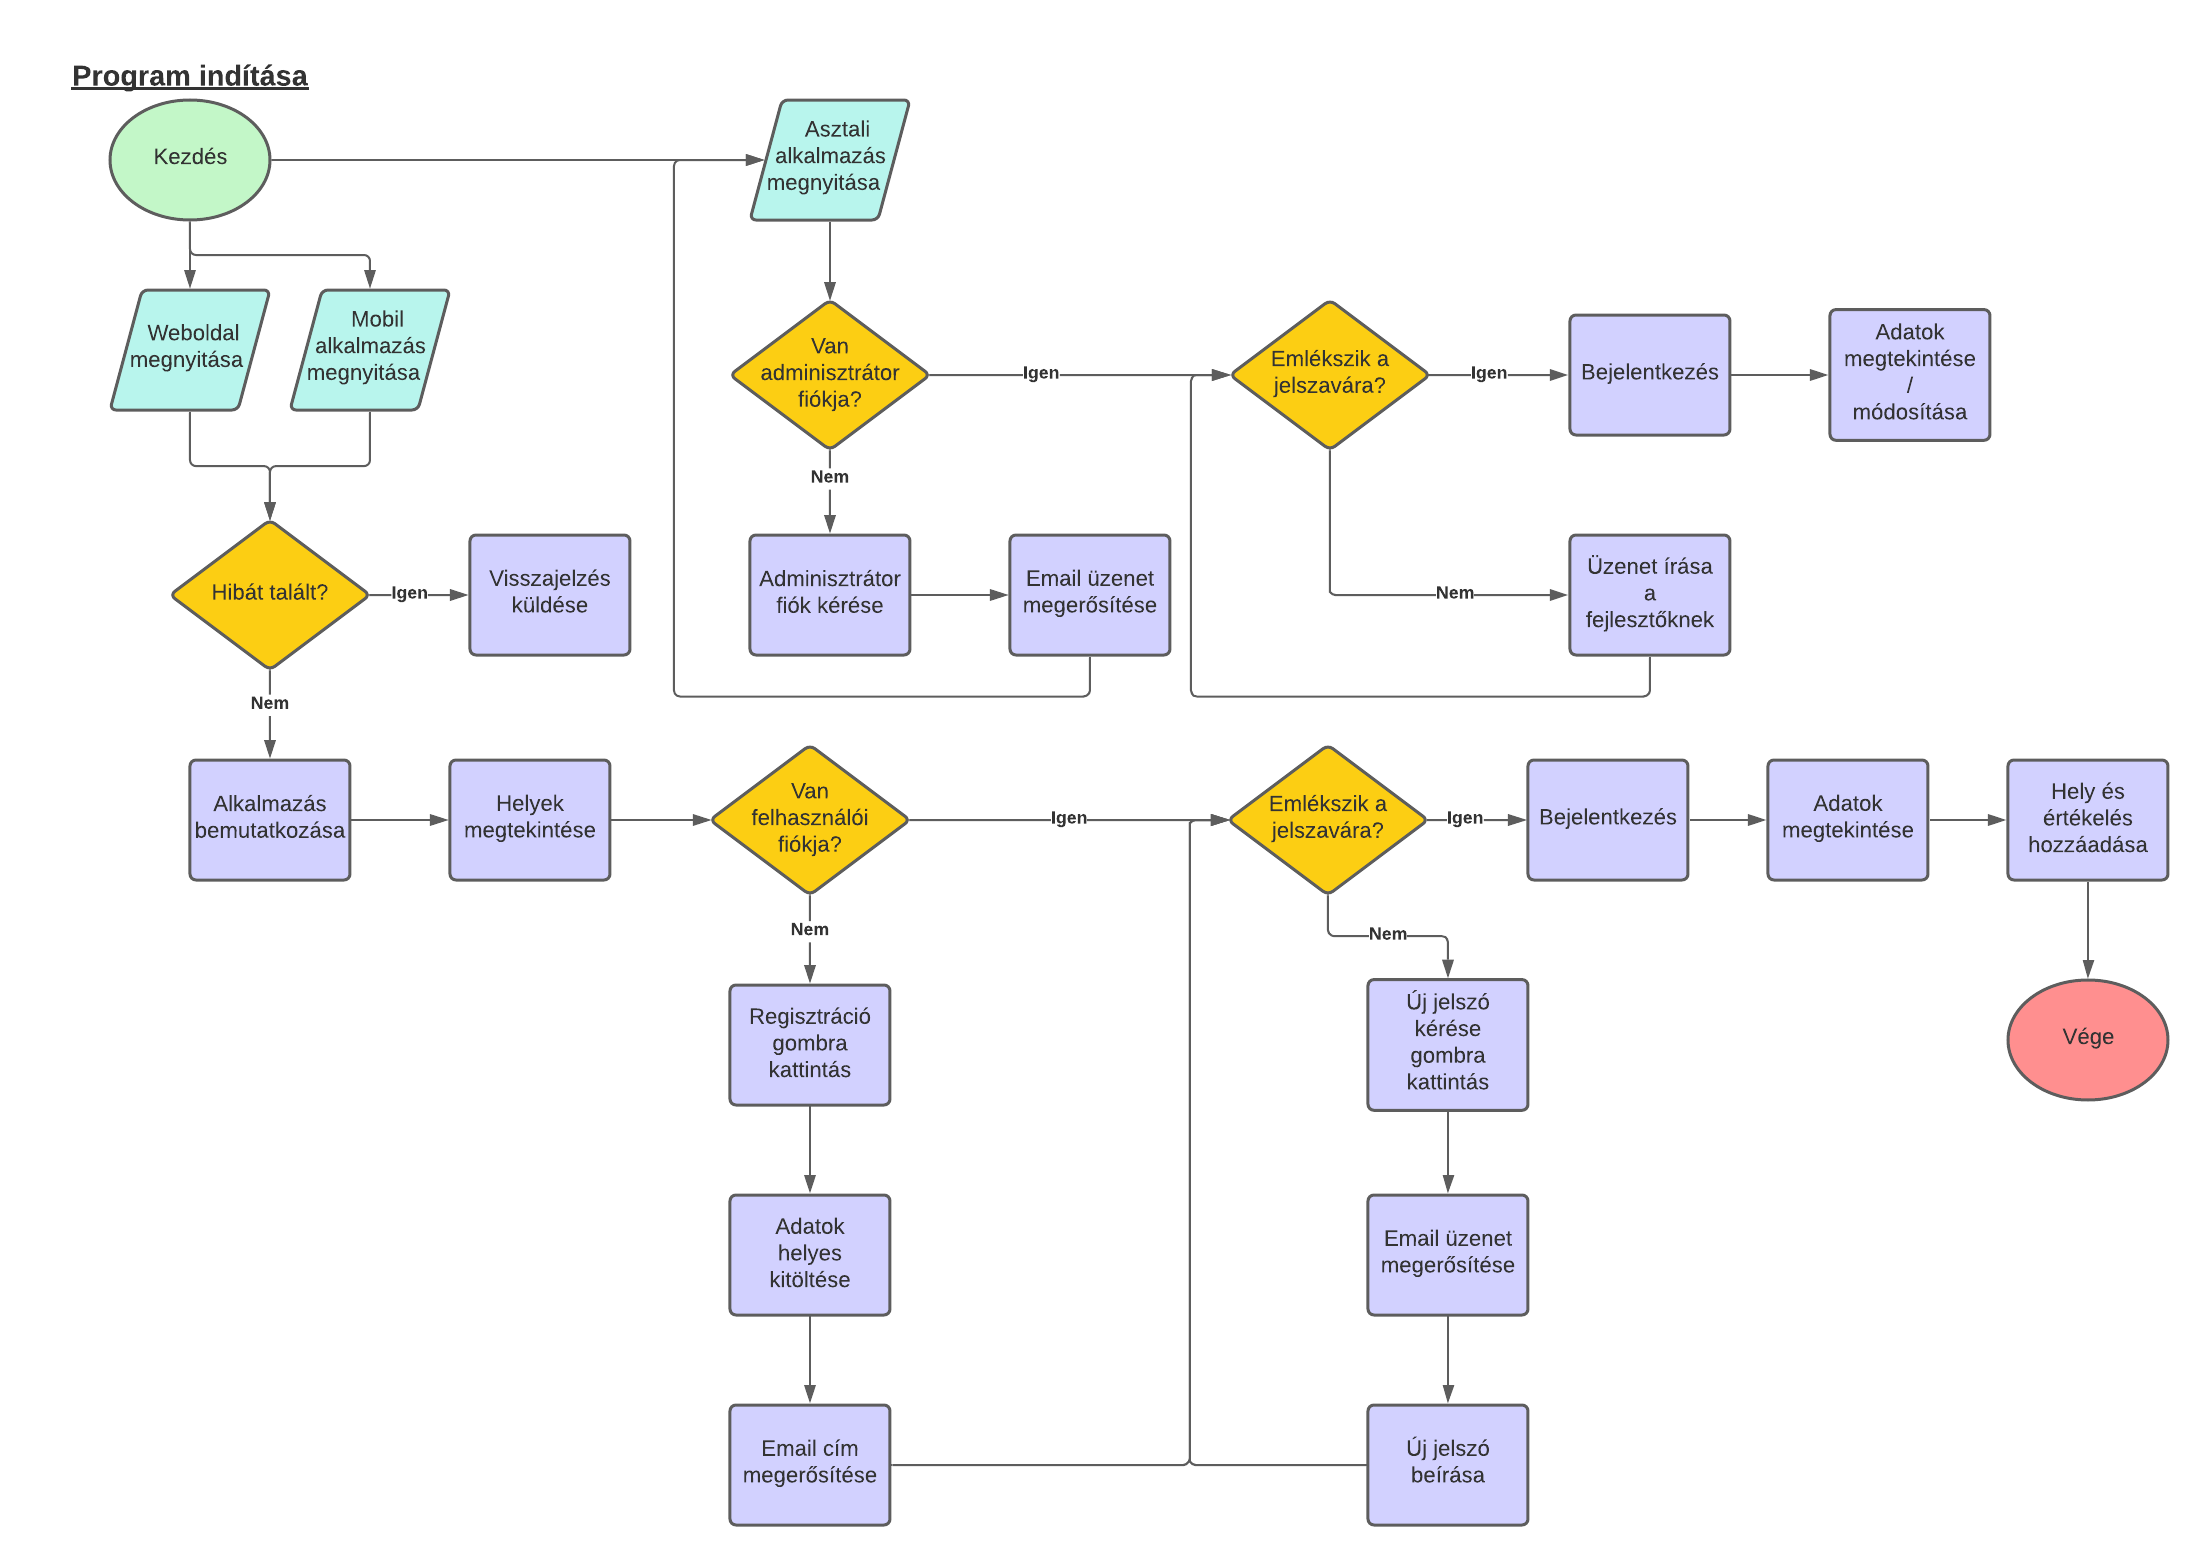 Program indítása
Kezdés
Asztali
alkalmazás
megnyitása
Weboldal
megnyitása
Mobil
alkalmazás
megnyitása
Van
adminisztrátor
fiókja?
Igen
Emlékszik a
jelszavára?
Igen
Bejelentkezés
Adatok
megtekintése
/
módosítása
Nem
Hibát talált?
Igen
Visszajelzés
küldése
Adminisztrátor
fiók kérése
Email üzenet
megerősítése
Nem
Üzenet írása
a
fejlesztőknek
Nem
Alkalmazás
bemutatkozása
Helyek
megtekintése
Van
felhasználói
fiókja?
Igen
Emlékszik a
jelszavára?
Igen
Bejelentkezés
Adatok
megtekintése
Hely és
értékelés
hozzáadása
Nem
Nem
Regisztráció
gombra
kattintás
Új jelszó
kérése
gombra
kattintás
Vége
Adatok
helyes
kitöltése
Email üzenet
megerősítése
Email cím
megerősítése
Új jelszó
beírása